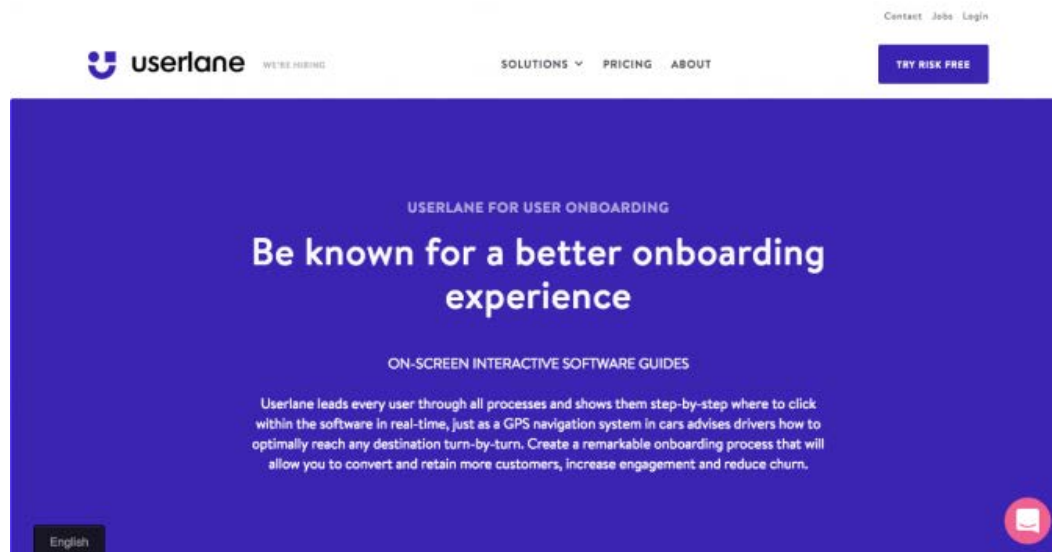 Contact Jobs Login
userlane WE'RE HIRING SOLUTIONS PRICING ABOUT TRY RISK FREE
USERLANE FOR USER ONBOARDING
Be known for a better onboarding
experience
ON-SCREEN INTERACTIVE SOFTWARE GUIDES
Userlane leads every user through all processes and shows them step-by-step where to click
within the software in real-time, just as a GPS navigation system in cars advises drivers how to
optimally reach any destination turn-by-turn. Create a remarkable onboarding process that will
allow you to convert and retain more customers, increase engagement and reduce churn.
English